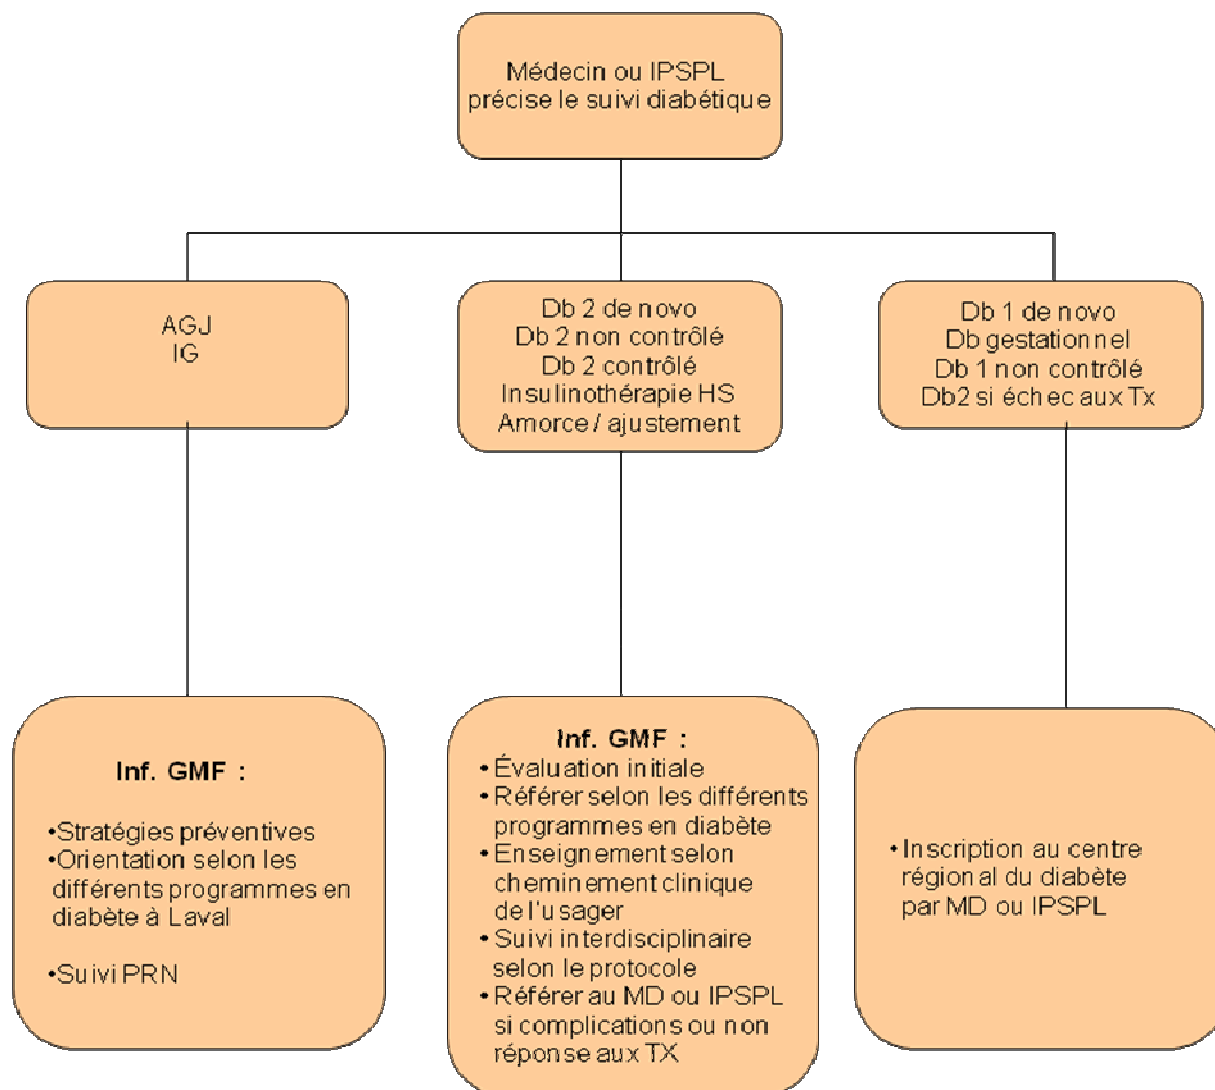 Médecin ou IPSPL
précise le suivi diabétique
AGJ
IG
Db 2 de novo
Db 2 non contrôlé
Db 2 contrôlé
Insulinothérapie HS
Amorce / ajustement
Db 1 de novo
Db gestationnel
Db 1 non contrôlé
Db2 si échec aux Tx
Inf. GMF :
•Stratégies préventives
•Orientation selon les
différents programmes en
diabète à Laval
•Suivi PRN
Inf. GMF :
• Évaluation initiale
• Référer selon les différents
programmes en diabète
• Enseignement selon
cheminement clinique
de l'usager
• Suivi interdisciplinaire
selon le protocole
• Référer au MD ou IPSPL
si complications ou non
réponse aux TX
• Inscription au centre
régional du diabète
par MD ou IPSPL